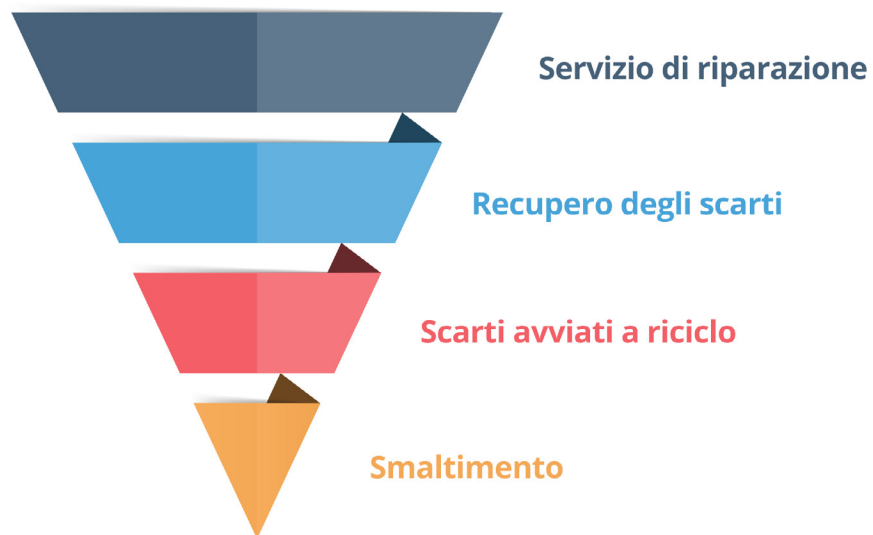 Servizio di riparazione
Recupero degli scarti
Scarti avviati a riciclo
Smaltimento